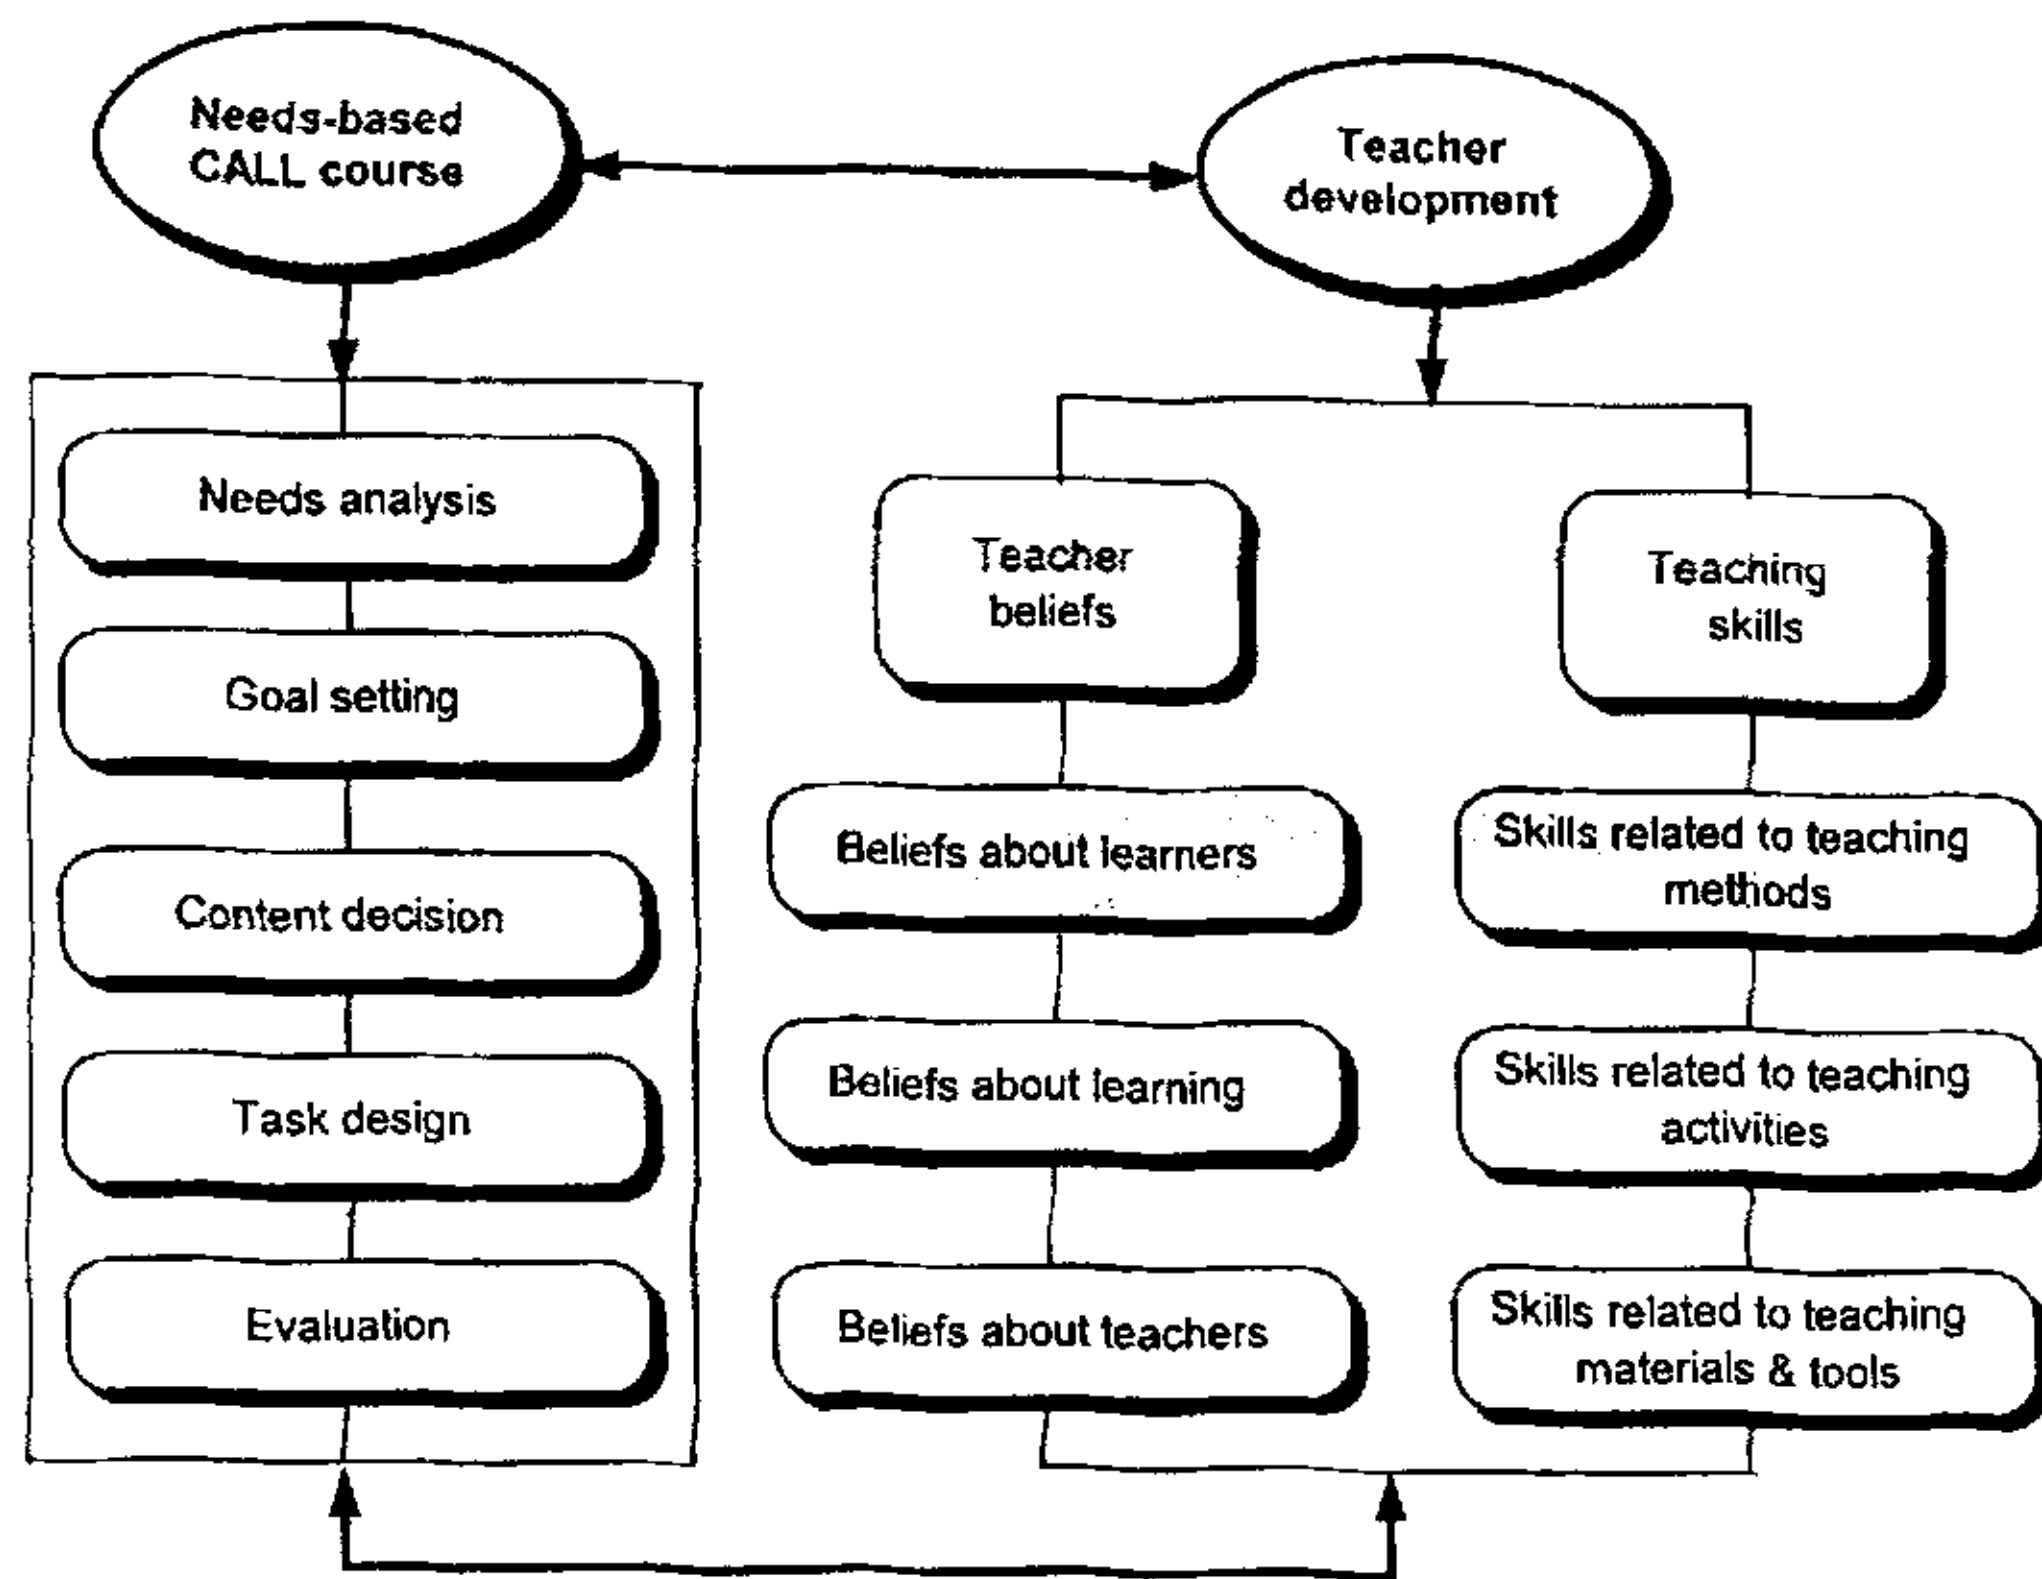 Needs-based
CALL course
Teacher
development
Needs analysis
Goal setting
Content decision
Task design
Evaluation
Teacher
beliefs
Beliefs about learners
Beliefs about learning
Beliefs about teachers
Teaching
skills
Skills related to teaching
methods
Skills related to teaching
activities
Skills related to teaching
materials & tools